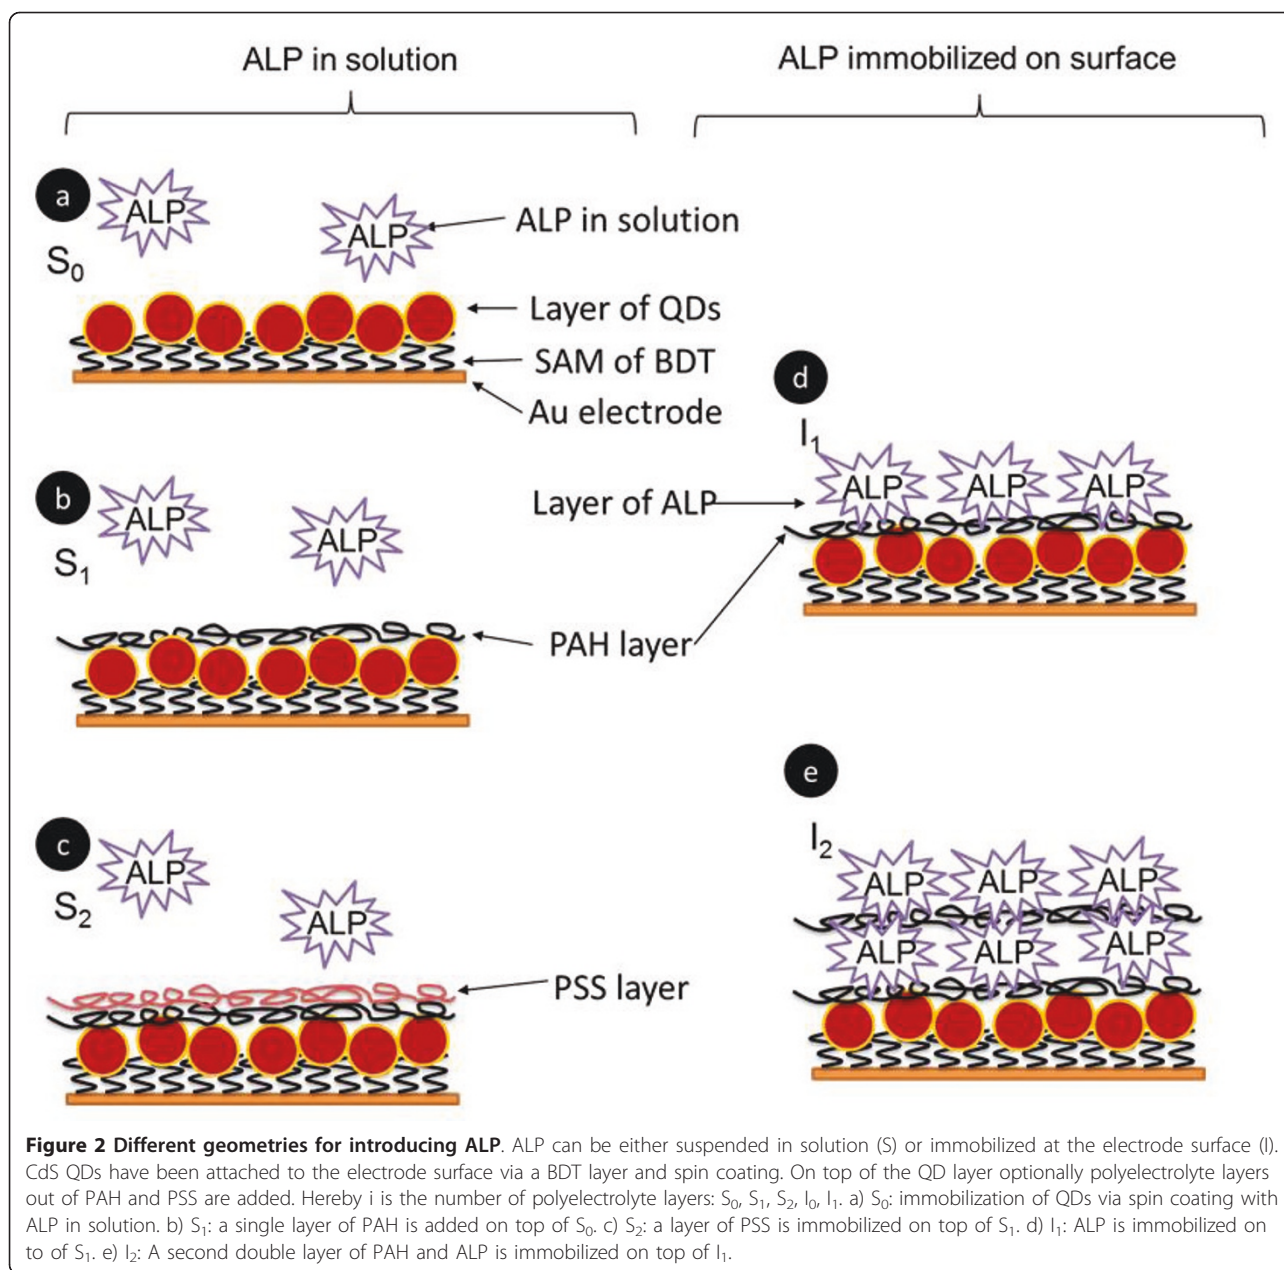 ALP in solution
ALP immobilized on surface
a
ALP
ALP
ALP in solution
S₀
Layer of QDs
SAM of BDT
Au electrode
d
I₁
b
ALP
ALP
S₁
Layer of ALP
ALP
ALP
ALP
PAH layer
e
c
ALP
ALP
S₂
I₂
ALP
ALP
ALP
ALP
ALP
ALP
PSS layer
Figure 2 Different geometries for introducing ALP. ALP can be either suspended in solution (S) or immobilized at the electrode surface (I).
CdS QDs have been attached to the electrode surface via a BDT layer and spin coating. On top of the QD layer optionally polyelectrolyte layers
out of PAH and PSS are added. Hereby i is the number of polyelectrolyte layers: S₀, S₁, S₂, I₀, I₁. a) S₀: immobilization of QDs via spin coating with
ALP in solution. b) S₁: a single layer of PAH is added on top of S₀. c) S₂: a layer of PSS is immobilized on top of S₁. d) I₁: ALP is immobilized on
to of S₁. e) I₂: A second double layer of PAH and ALP is immobilized on top of I₁.